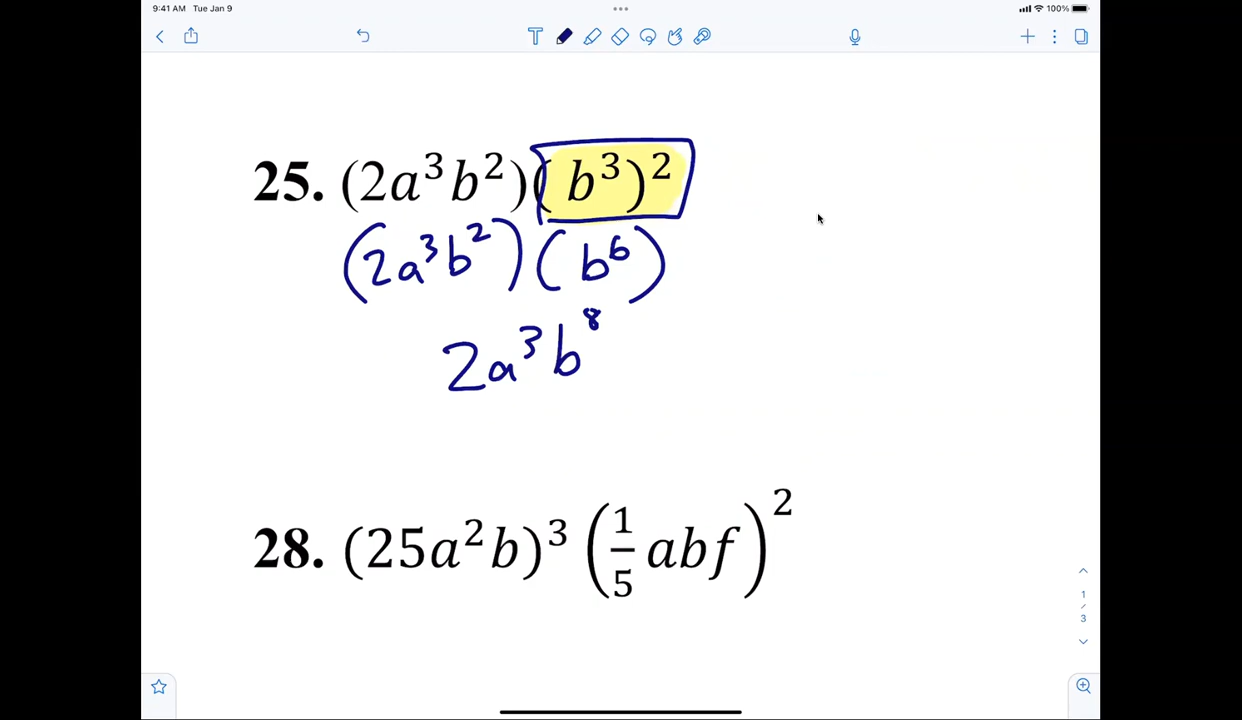 9:41 AM Tue Jan 9
100%
25. (2a³b²)(b³)²
(2a³b²)(b⁶)
2a³b⁸
28. (25a²b)³(1/5 abf)²
1
/
3